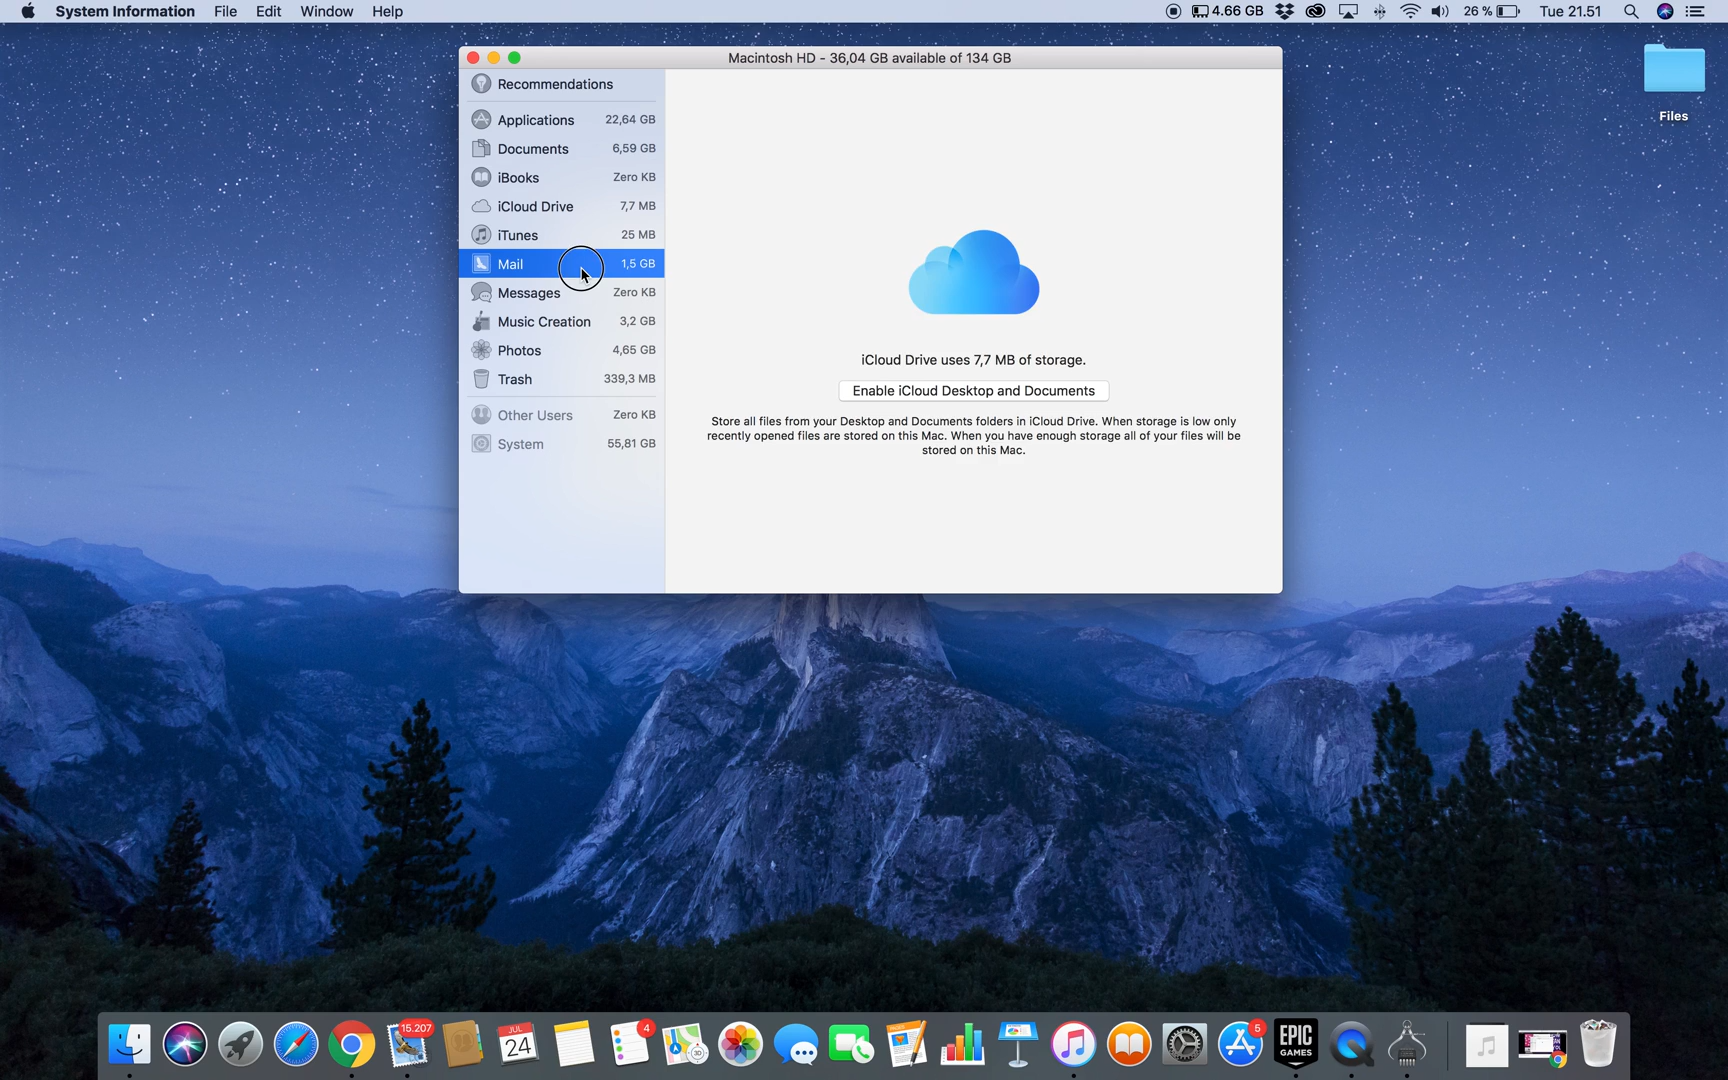 System Information File Edit Window Help 4.66 GB 26 % Tue 21.51
Macintosh HD - 36,04 GB available of 134 GB
Files
Recommendations
Applications 22,64 GB
Documents 6,59 GB
iBooks Zero KB
iCloud Drive 7,7 MB
iTunes 25 MB
Mail 1,5 GB
Messages Zero KB
Music Creation 3,2 GB
Photos 4,65 GB
Trash 339,3 MB
Other Users Zero KB
System 55,81 GB
iCloud Drive uses 7,7 MB of storage.
Enable iCloud Desktop and Documents
Store all files from your Desktop and Documents folders in iCloud Drive. When storage is low only
recently opened files are stored on this Mac. When you have enough storage all of your files will be
stored on this Mac.
15.207
JUL
24
4
3D
5
EPIC
GAMES